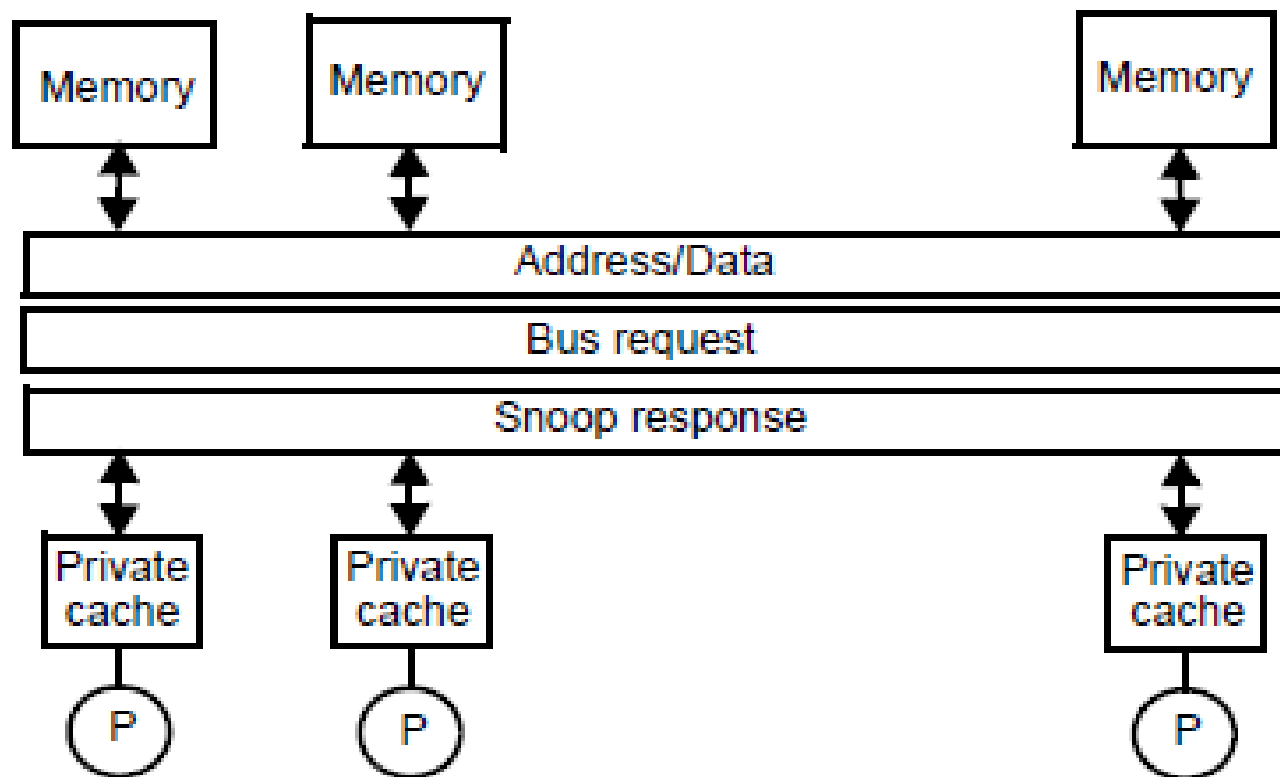 Memory
Memory
Memory
Address/Data
Bus request
Snoop response
Private
cache
Private
cache
Private
cache
P
P
P